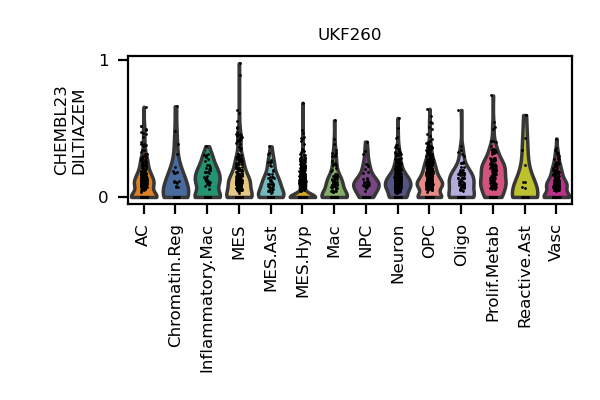 UKF260
CHEMBL23
DILTIAZEM
1
0
AC
Chromatin.Reg
Inflammatory.Mac
MES
MES.Ast
MES.Hyp
Mac
NPC
Neuron
OPC
Oligo
Prolif.Metab
Reactive.Ast
Vasc